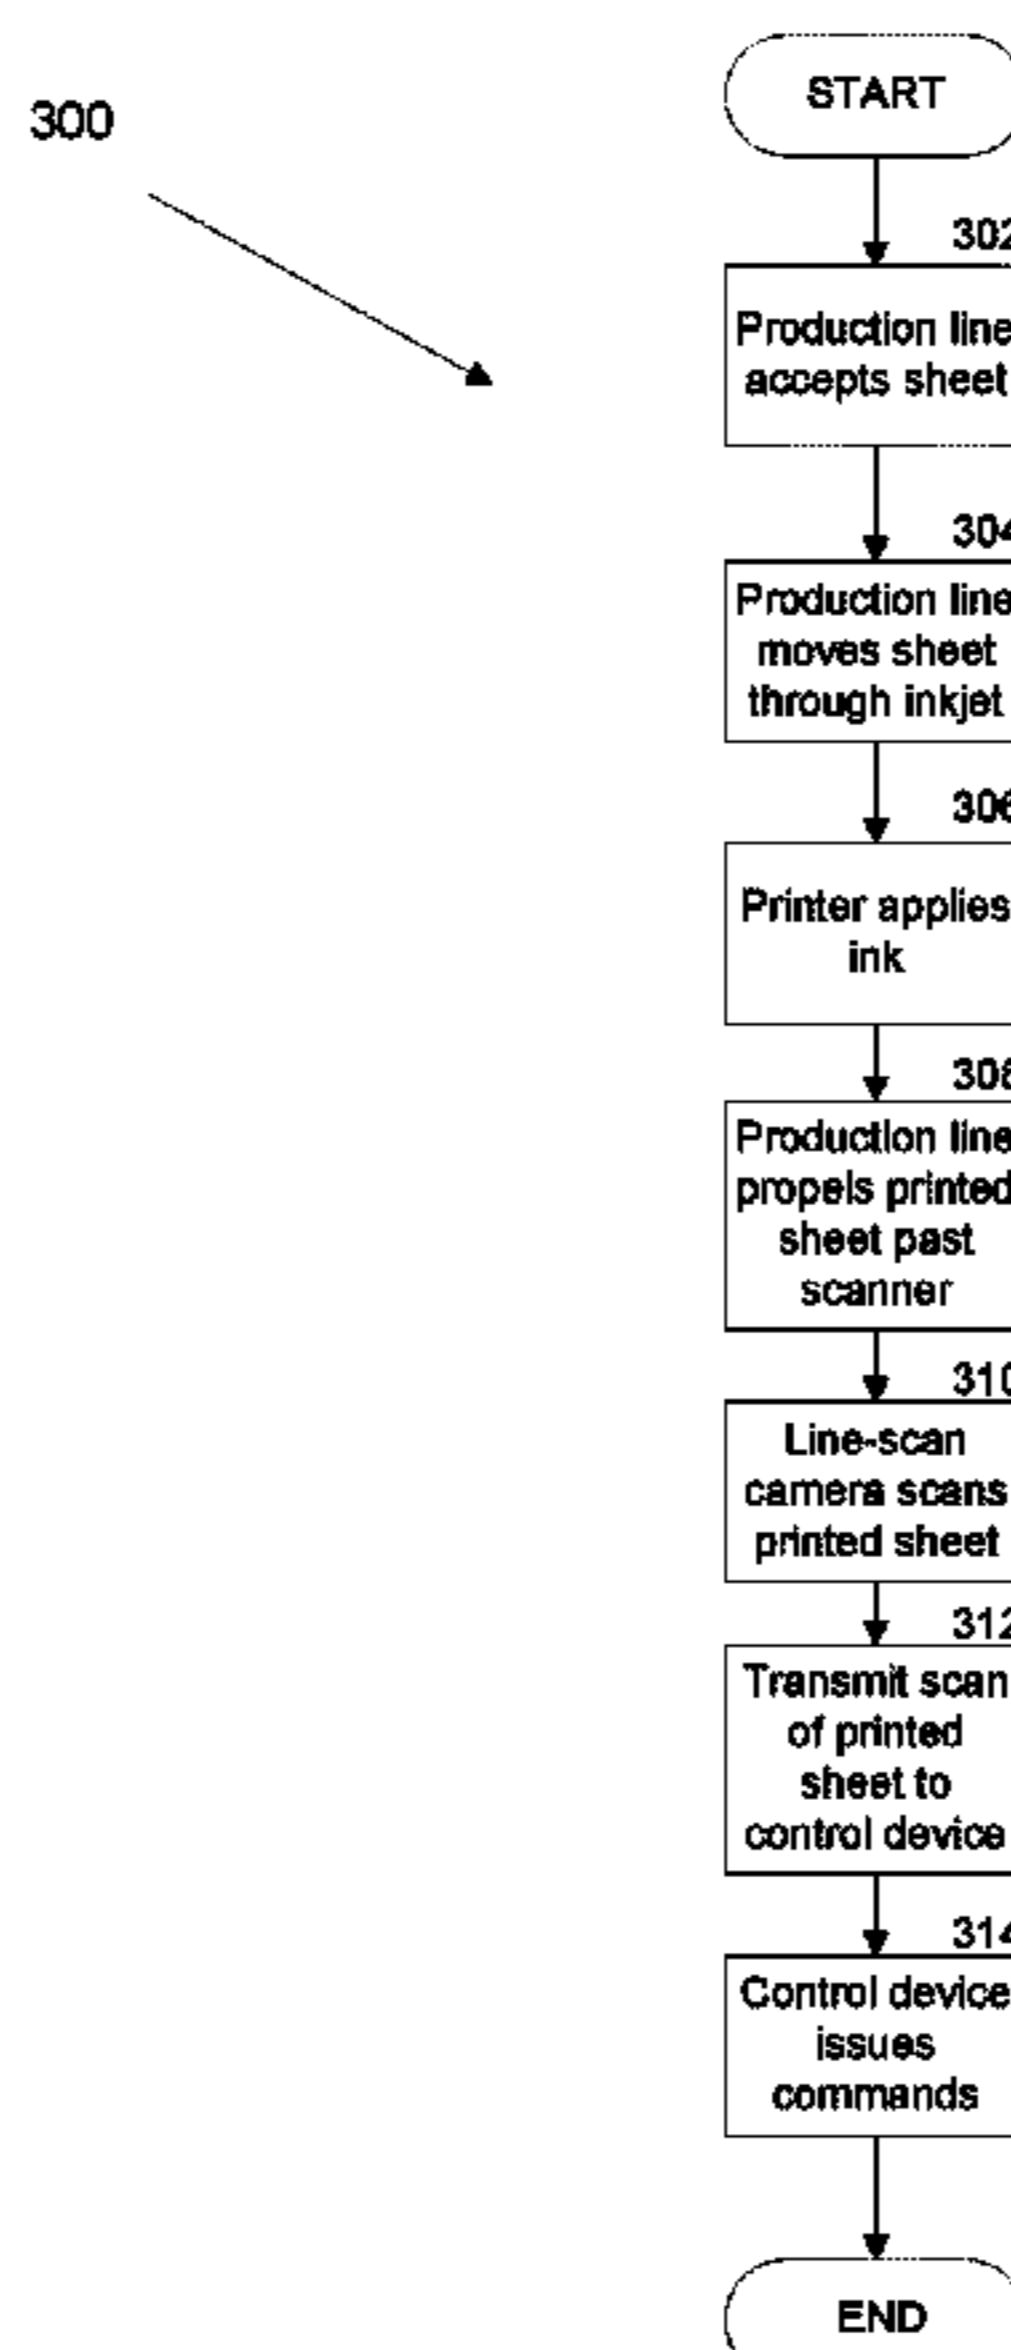 300
START
302
Production line
accepts sheet
304
Production line
moves sheet
through inkjet
306
Printer applies
ink
308
Production line
propels printed
sheet past
scanner
310
Line-scan
camera scans
printed sheet
312
Transmit scan
of printed
sheet to
control device
314
Control device
issues
commands
END